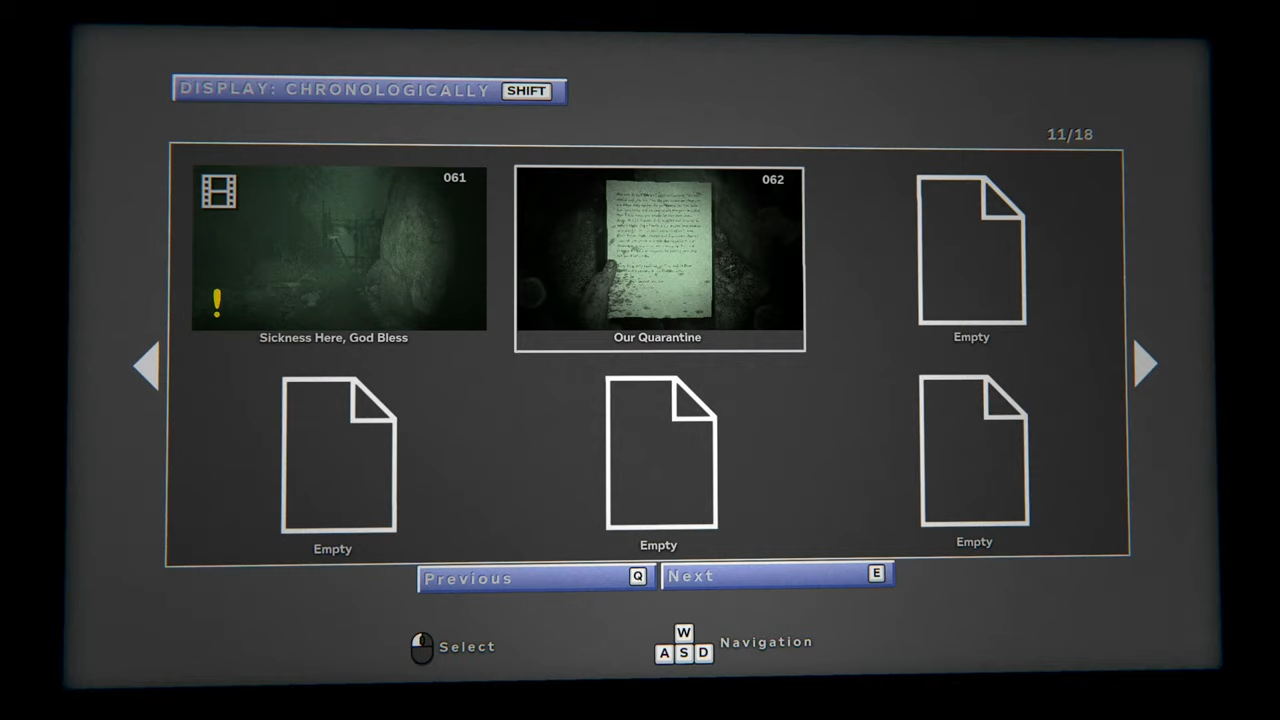 DISPLAY: CHRONOLOGICALLY SHIFT
11/18
061
062
Sickness Here, God Bless
Our Quarantine
Empty
Empty
Empty
Empty
Previous Q
Next E
Select
W
A S D
Navigation